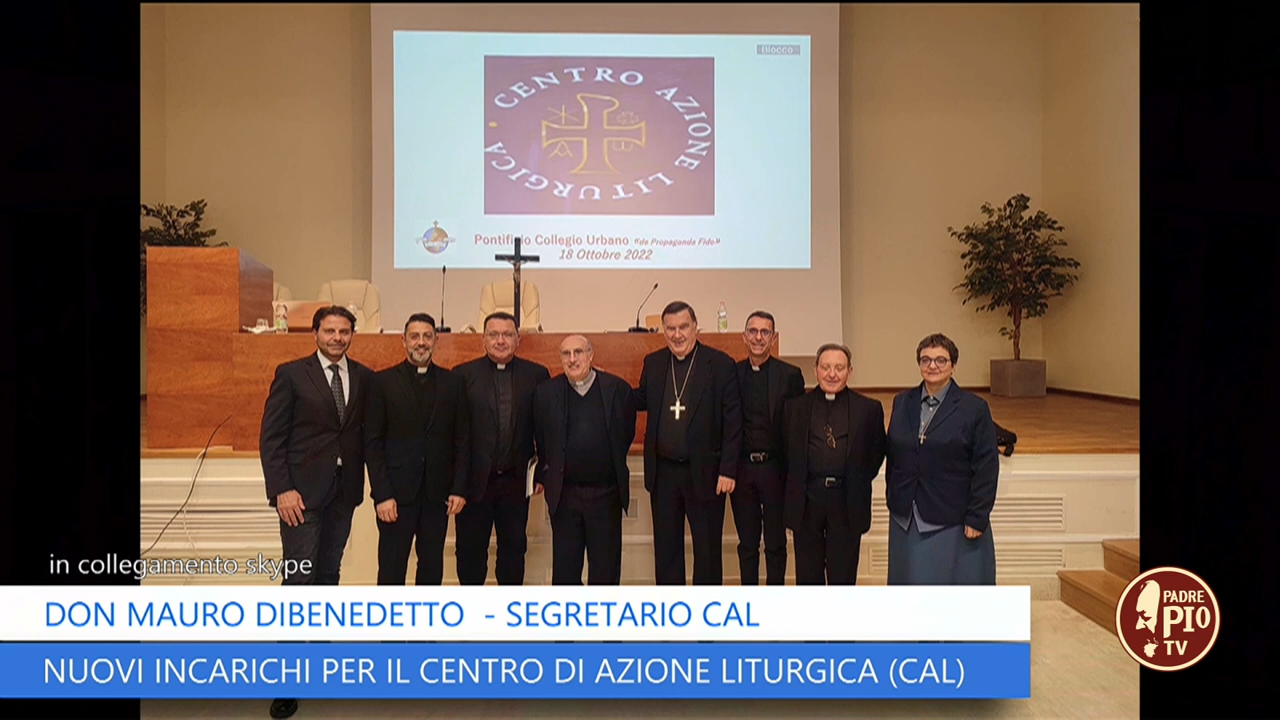 Blocco
CENTRO AZIONE LITURGICA
A W
Pontificio Collegio Urbano «de Propaganda Fide»
18 Ottobre 2022
in collegamento skype
DON MAURO DIBENEDETTO - SEGRETARIO CAL
NUOVI INCARICHI PER IL CENTRO DI AZIONE LITURGICA (CAL)
PADRE
PIO
TV